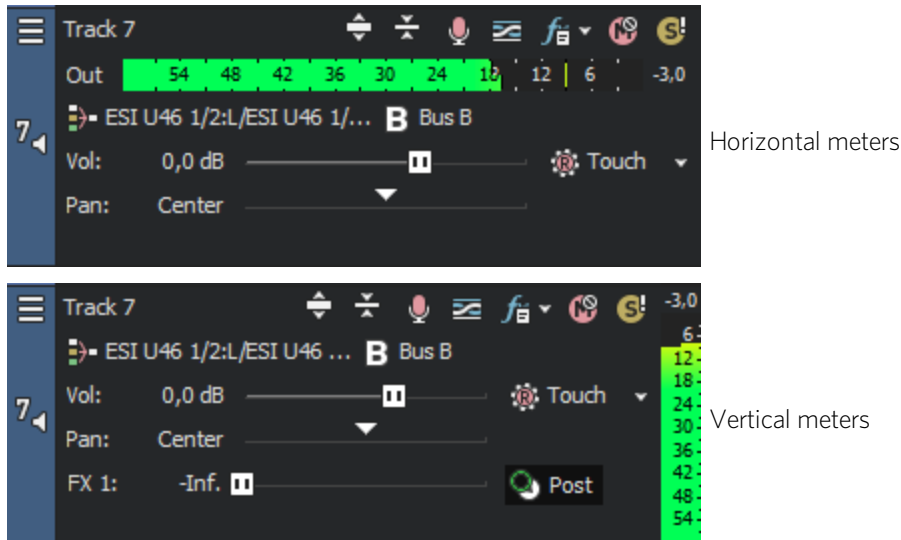 Track 7
Out 54 48 42 36 30 24 18 12 6 -3,0
ESI U46 1/2:L/ESI U46 1/... B Bus B
7
Vol: 0,0 dB R Touch
Pan: Center
Horizontal meters
Track 7 -3,0
6
ESI U46 1/2:L/ESI U46 ... B Bus B 12
18
7 Vol: 0,0 dB R Touch 24
Pan: Center 30
Vertical meters
36
FX 1: -Inf. Post 42
48
54